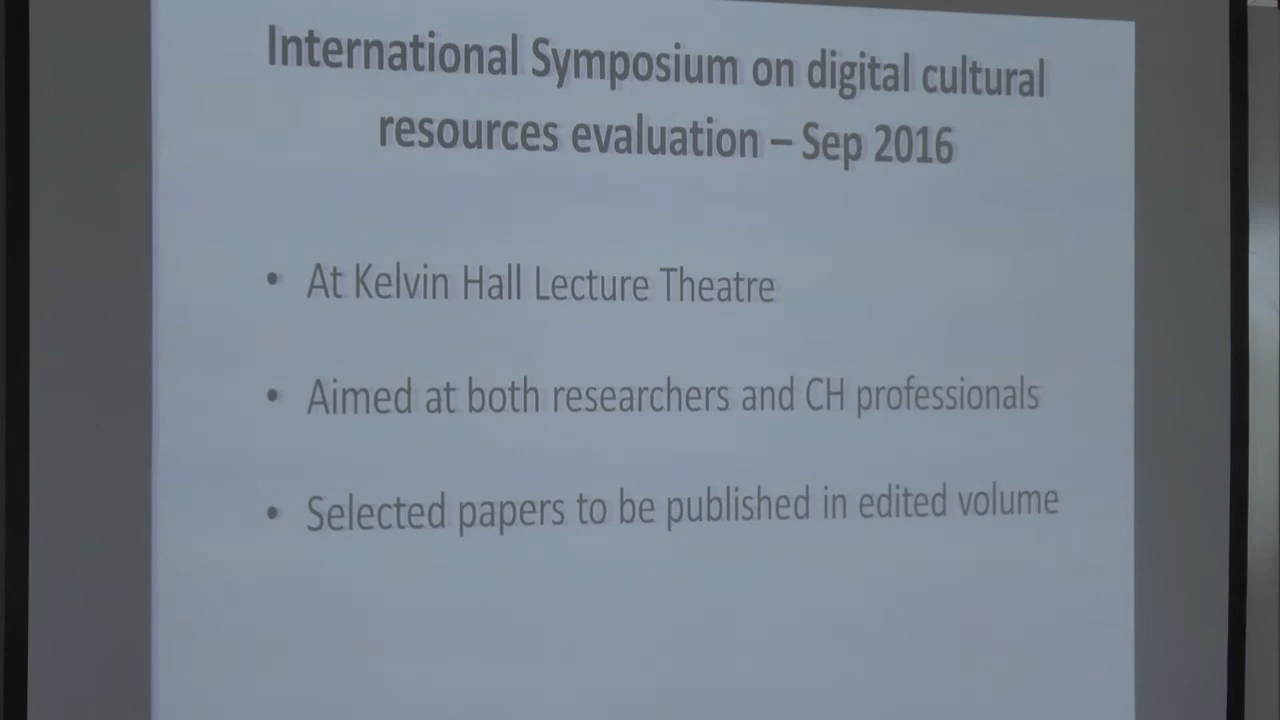 International Symposium on digital cultural
resources evaluation – Sep 2016
• At Kelvin Hall Lecture Theatre
• Aimed at both researchers and CH professionals
• Selected papers to be published in edited volume